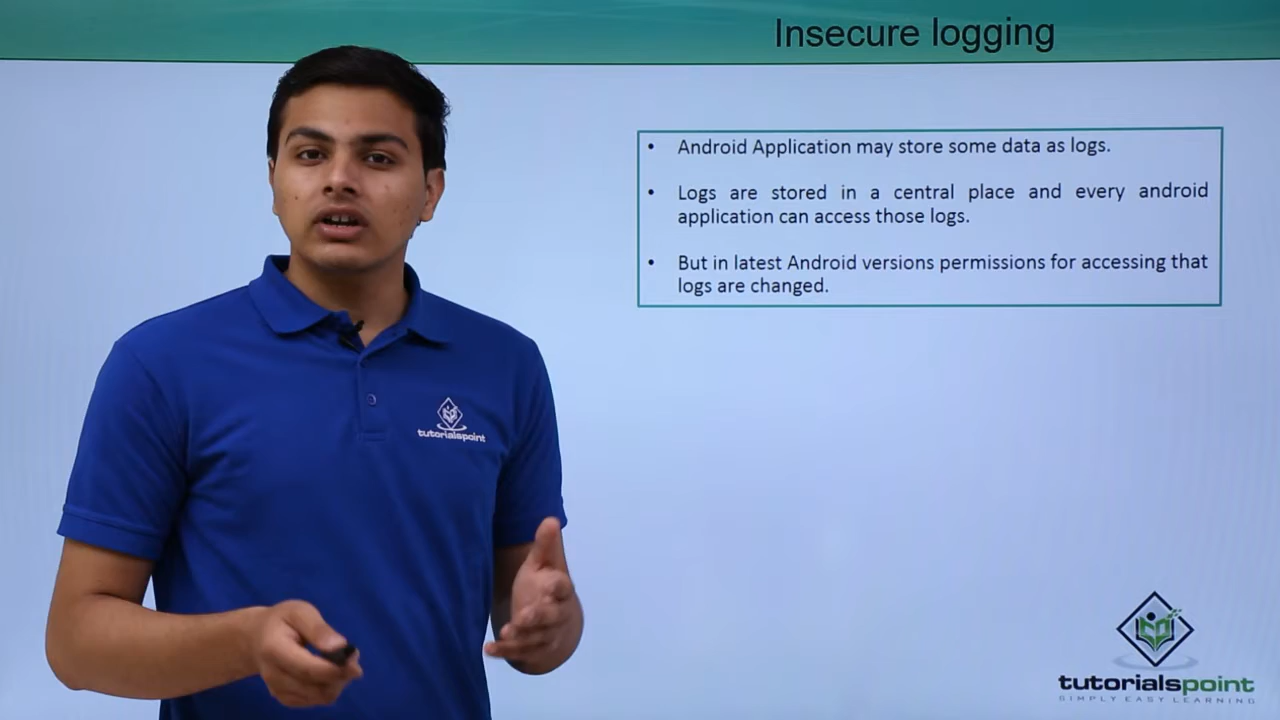 Insecure logging
• Android Application may store some data as logs.
• Logs are stored in a central place and every android
application can access those logs.
• But in latest Android versions permissions for accessing that
logs are changed.
tutorialspoint
tutorialspoint
SIMPLY EASY LEARNING